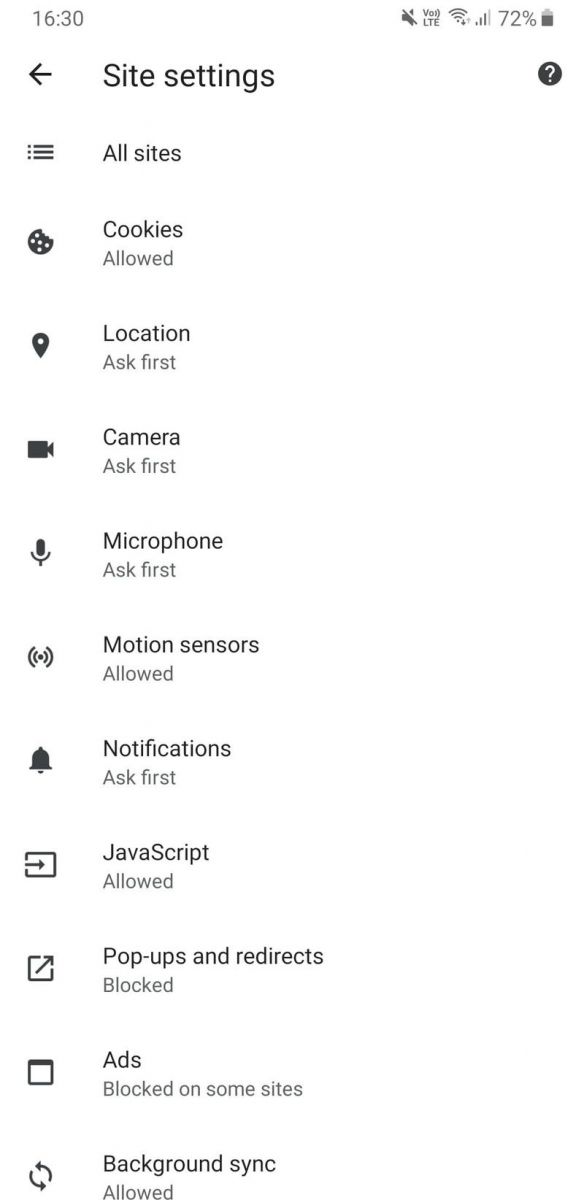 16:30
Vo)) LTE 72%
Site settings
?
All sites
Cookies
Allowed
Location
Ask first
Camera
Ask first
Microphone
Ask first
Motion sensors
Allowed
Notifications
Ask first
JavaScript
Allowed
Pop-ups and redirects
Blocked
Ads
Blocked on some sites
Background sync
Allowed